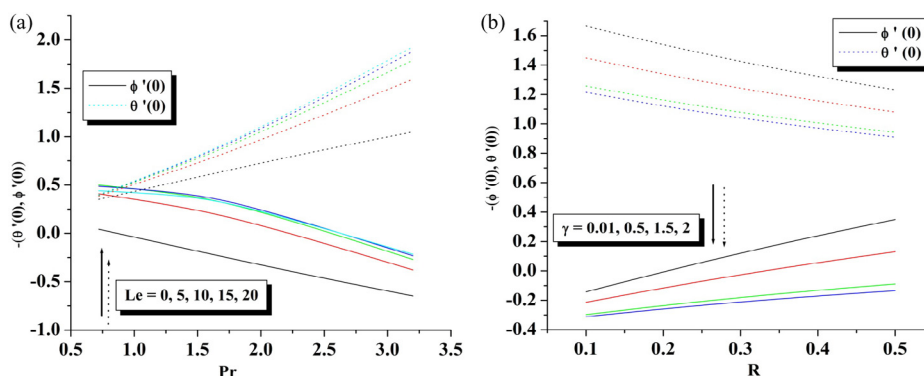 (a)
2.0
1.5
1.0
0.5
0.0
-0.5
-1.0
-(θ '(0), ϕ '(0))
ϕ '(0)
θ '(0)
Le = 0, 5, 10, 15, 20
0.5 1.0 1.5 2.0 2.5 3.0 3.5
Pr
(b)
1.6
1.4
1.2
1.0
0.8
0.6
0.4
0.2
0.0
-0.2
-0.4
-(ϕ '(0), θ '(0))
ϕ '(0)
θ '(0)
γ = 0.01, 0.5, 1.5, 2
0.1 0.2 0.3 0.4 0.5
R